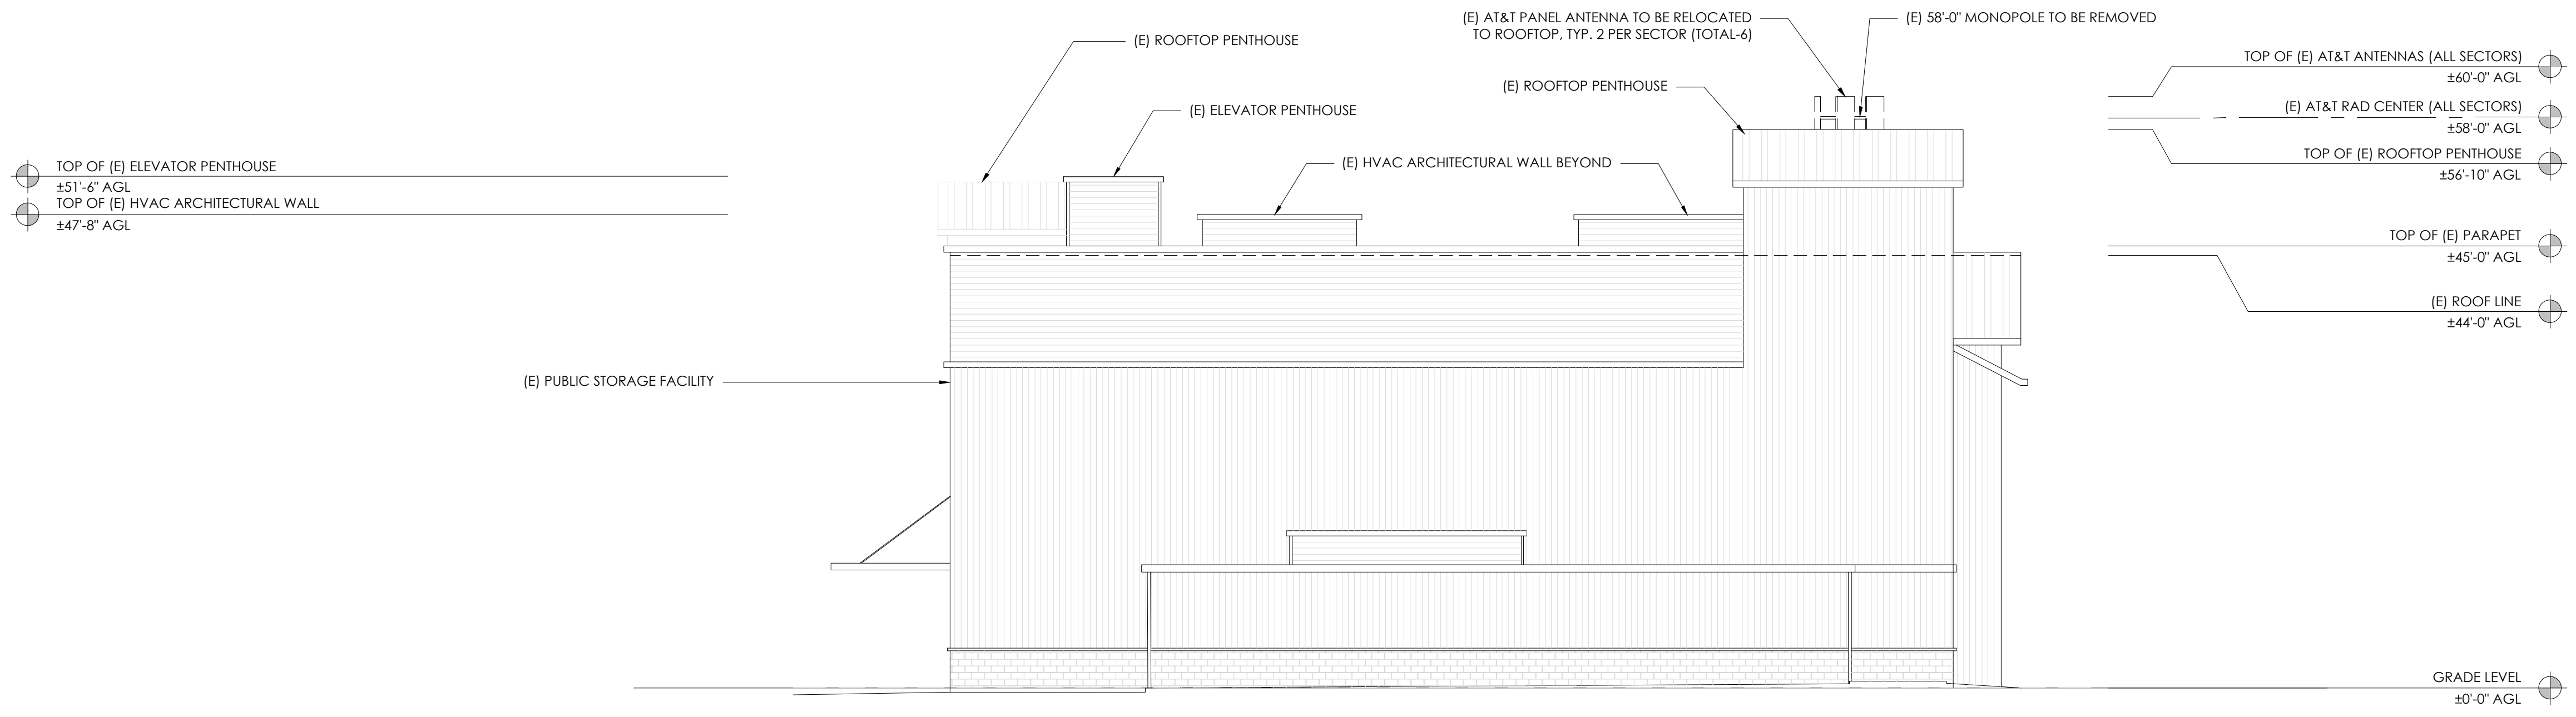 (E) AT&T PANEL ANTENNA TO BE RELOCATED
TO ROOFTOP, TYP. 2 PER SECTOR (TOTAL-6)
(E) 58'-0" MONOPOLE TO BE REMOVED
(E) ROOFTOP PENTHOUSE
(E) ROOFTOP PENTHOUSE
(E) ELEVATOR PENTHOUSE
(E) HVAC ARCHITECTURAL WALL BEYOND
TOP OF (E) ELEVATOR PENTHOUSE
±51'-6" AGL
TOP OF (E) HVAC ARCHITECTURAL WALL
±47'-8" AGL
(E) PUBLIC STORAGE FACILITY
TOP OF (E) AT&T ANTENNAS (ALL SECTORS)
±60'-0" AGL
(E) AT&T RAD CENTER (ALL SECTORS)
±58'-0" AGL
TOP OF (E) ROOFTOP PENTHOUSE
±56'-10" AGL
TOP OF (E) PARAPET
±45'-0" AGL
(E) ROOF LINE
±44'-0" AGL
GRADE LEVEL
±0'-0" AGL